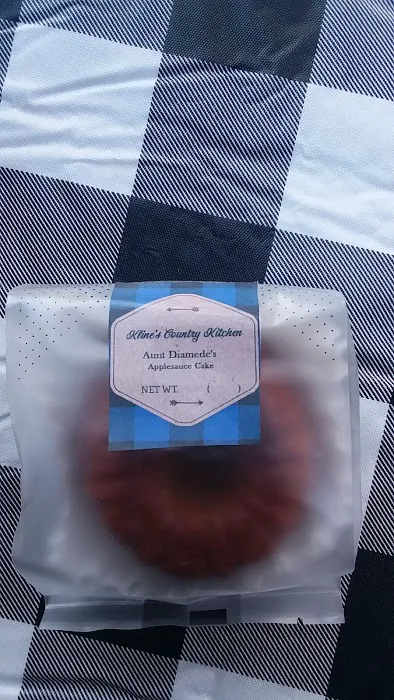 Kline's Country Kitchen
Aunt Diamede's
Applesauce Cake
NET WT. ( )